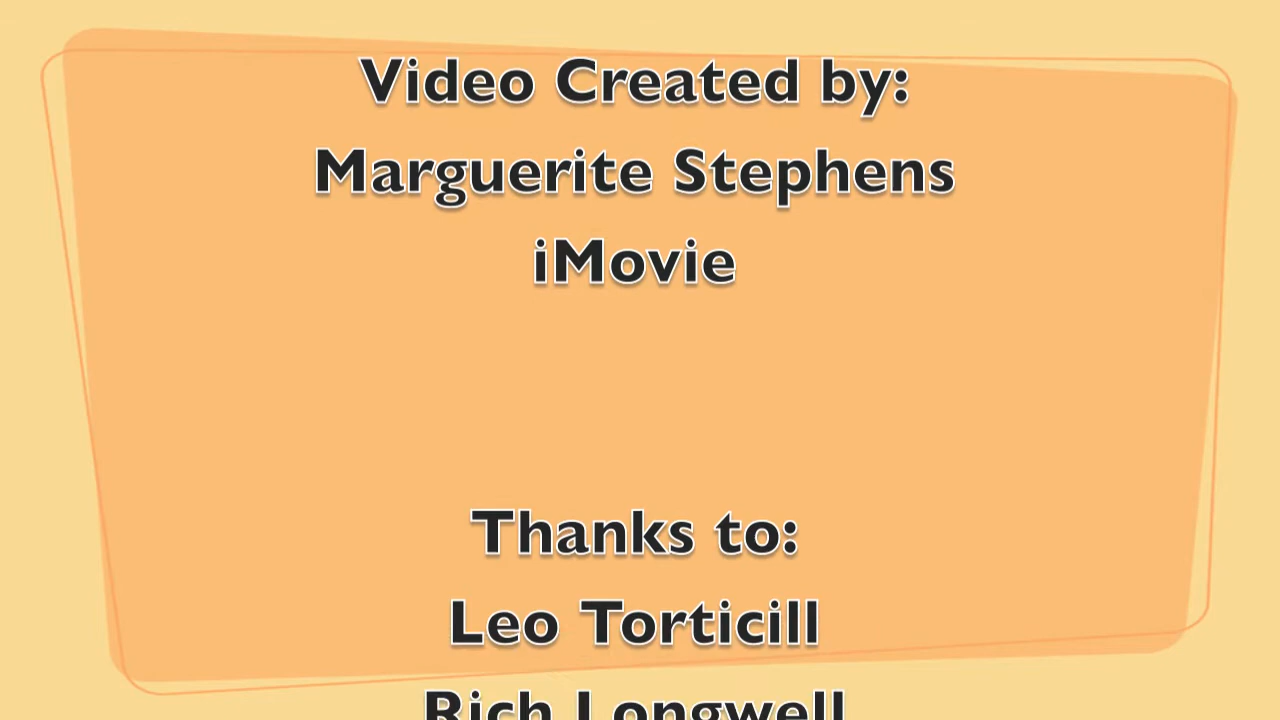 Video Created by:
Marguerite Stephens
iMovie
Thanks to:
Leo Torticill
Rich Longwell